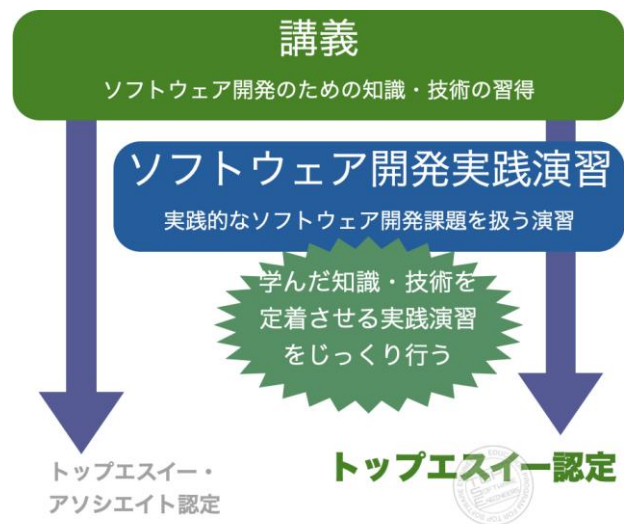 講義
ソフトウェア開発のための知識・技術の習得
ソフトウェア開発実践演習
実践的なソフトウェア開発課題を扱う演習
学んだ知識・技術を
定着させる実践演習
をじっくり行う
トップエスイー・
アソシエイト認定
トップエスイー認定